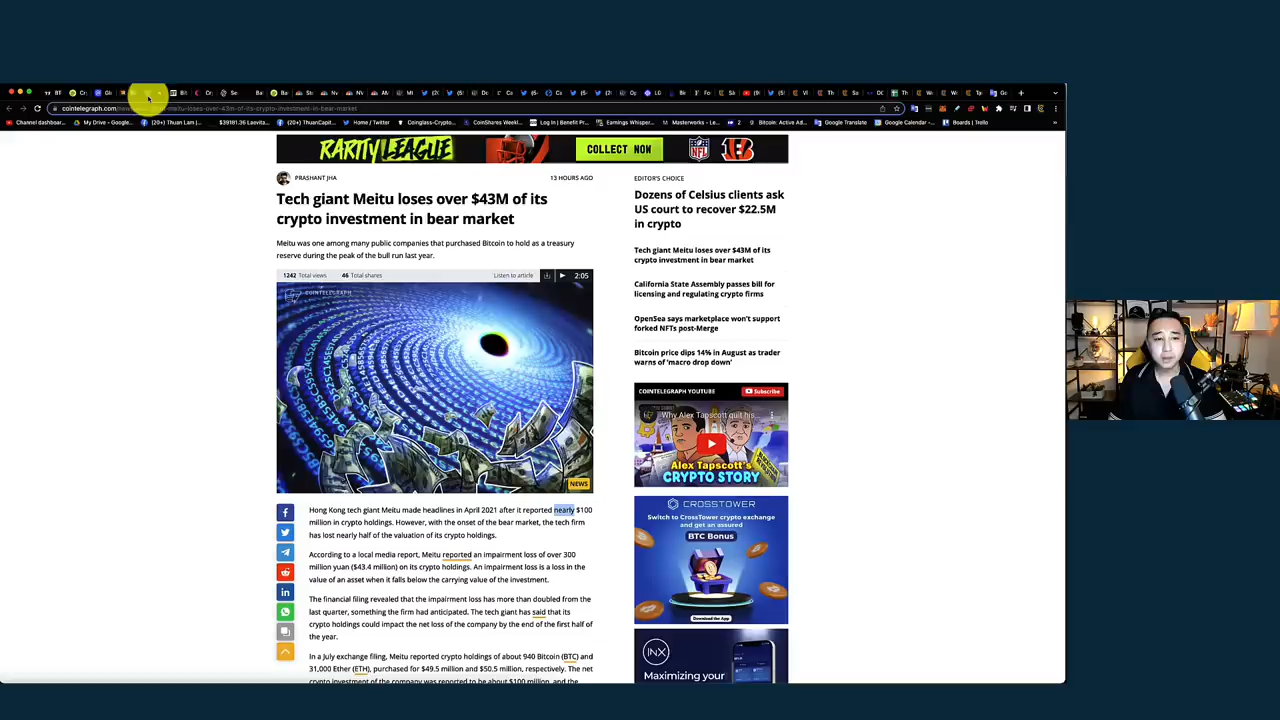 cointelegraph.com/
meitu-loses-over-43m-of-its-crypto-investment-in-bear-market
Channel dashboar...
My Drive – Google...
(20+) Thuan Lam |...
$39181.36 Laevita...
(20+) ThuanCapit...
Home / Twitter
Coinglass-Crypto...
CoinShares Weekl...
Log In | Benefit Pr...
Earnings Whisper...
Masterworks – Le...
2
Bitcoin: Active Ad...
Google Translate
Google Calendar -...
Boards | Trello
RARITY LEAGUE
COLLECT NOW
NFL
PRASHANT JHA
13 HOURS AGO
Tech giant Meitu loses over $43M of its
crypto investment in bear market
Meitu was one among many public companies that purchased Bitcoin to hold as a treasury
reserve during the peak of the bull run last year.
1242 Total views
46 Total shares
Listen to article
2:05
COINTELEGRAPH
NEWS
Hong Kong tech giant Meitu made headlines in April 2021 after it reported nearly $100
million in crypto holdings. However, with the onset of the bear market, the tech firm
has lost nearly half of the valuation of its crypto holdings.
According to a local media report, Meitu reported an impairment loss of over 300
million yuan ($43.4 million) on its crypto holdings. An impairment loss is a loss in the
value of an asset when it falls below the carrying value of the investment.
The financial filing revealed that the impairment loss has more than doubled from the
last quarter, something the firm had anticipated. The tech giant has said that its
crypto holdings could impact the net loss of the company by the end of the first half of
the year.
In a July exchange filing, Meitu reported crypto holdings of about 940 Bitcoin (BTC) and
31,000 Ether (ETH), purchased for $49.5 million and $50.5 million, respectively. The net
crypto investment of the company was reported to be about $100 million, and the
EDITOR'S CHOICE
Dozens of Celsius clients ask
US court to recover $22.5M
in crypto
Tech giant Meitu loses over $43M of its
crypto investment in bear market
California State Assembly passes bill for
licensing and regulating crypto firms
OpenSea says marketplace won't support
forked NFTs post-Merge
Bitcoin price dips 14% in August as trader
warns of 'macro drop down'
COINTELEGRAPH YOUTUBE
Subscribe
Why Alex Tapscott quit his...
Alex Tapscott's
CRYPTO STORY
CROSSTOWER
Switch to CrossTower crypto exchange
and get an assured
BTC Bonus
Download the App
INX
Maximizing your